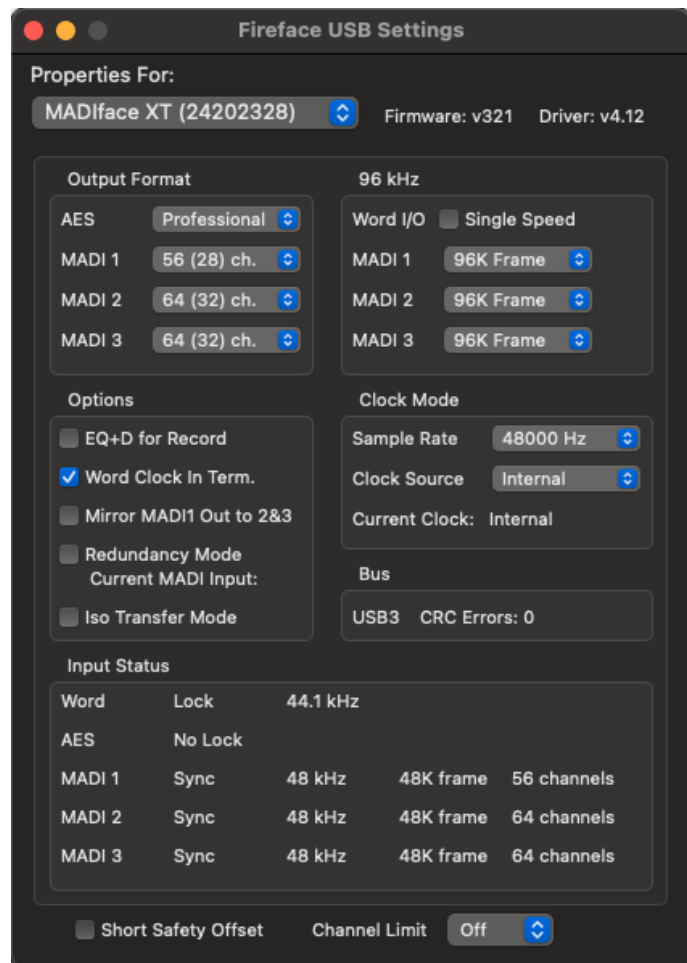 Fireface USB Settings
Properties For:
MADIface XT (24202328) Firmware: v321 Driver: v4.12
Output Format
AES Professional
MADI 1 56 (28) ch.
MADI 2 64 (32) ch.
MADI 3 64 (32) ch.
96 kHz
Word I/O Single Speed
MADI 1 96K Frame
MADI 2 96K Frame
MADI 3 96K Frame
Options
EQ+D for Record
Word Clock In Term.
Mirror MADI1 Out to 2&3
Redundancy Mode
Current MADI Input:
Iso Transfer Mode
Clock Mode
Sample Rate 48000 Hz
Clock Source Internal
Current Clock: Internal
Bus
USB3 CRC Errors: 0
Input Status
Word Lock 44.1 kHz
AES No Lock
MADI 1 Sync 48 kHz 48K frame 56 channels
MADI 2 Sync 48 kHz 48K frame 64 channels
MADI 3 Sync 48 kHz 48K frame 64 channels
Short Safety Offset Channel Limit Off